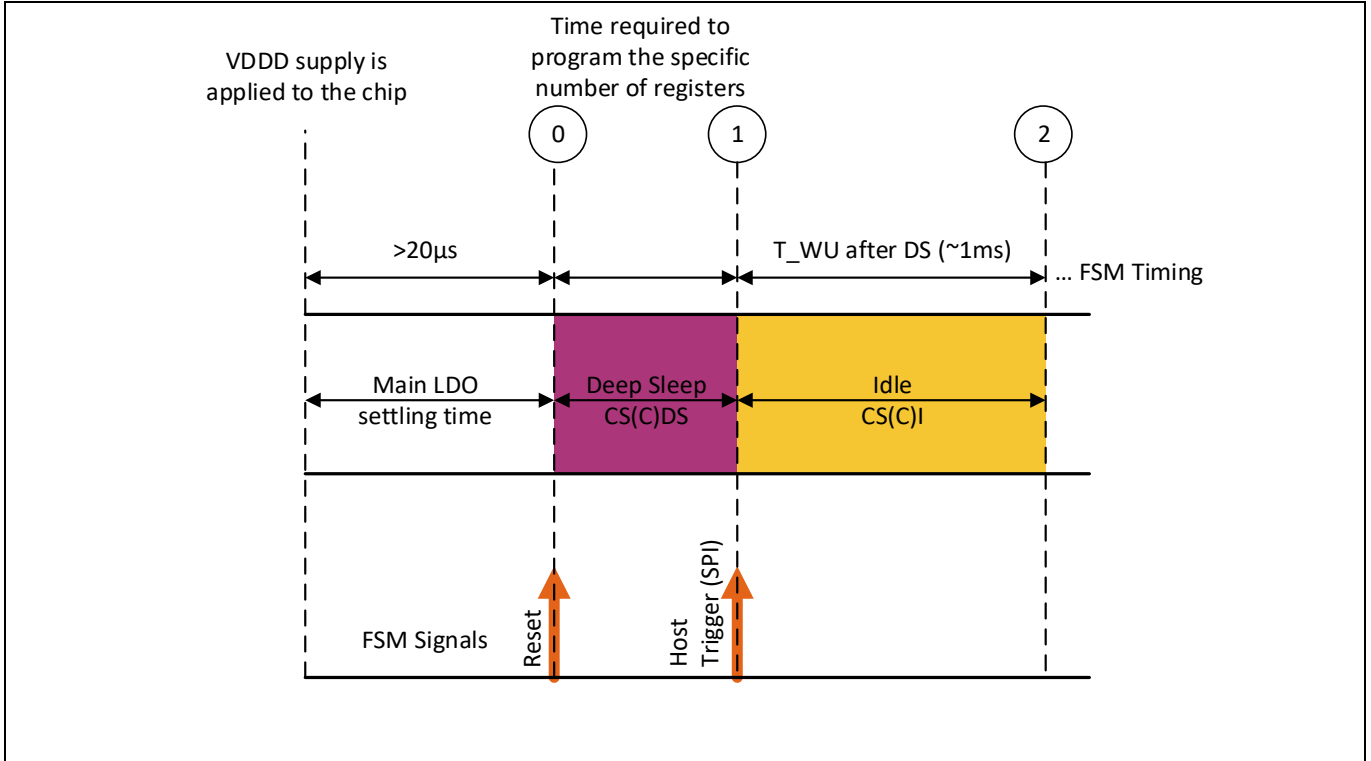 VDDD supply is
applied to the chip
Time required to
program the specific
number of registers
0
1
2
>20µs
T_WU after DS (~1ms)
... FSM Timing
Main LDO
settling time
Deep Sleep
CS(C)DS
Idle
CS(C)I
FSM Signals
Reset
Host
Trigger (SPI)